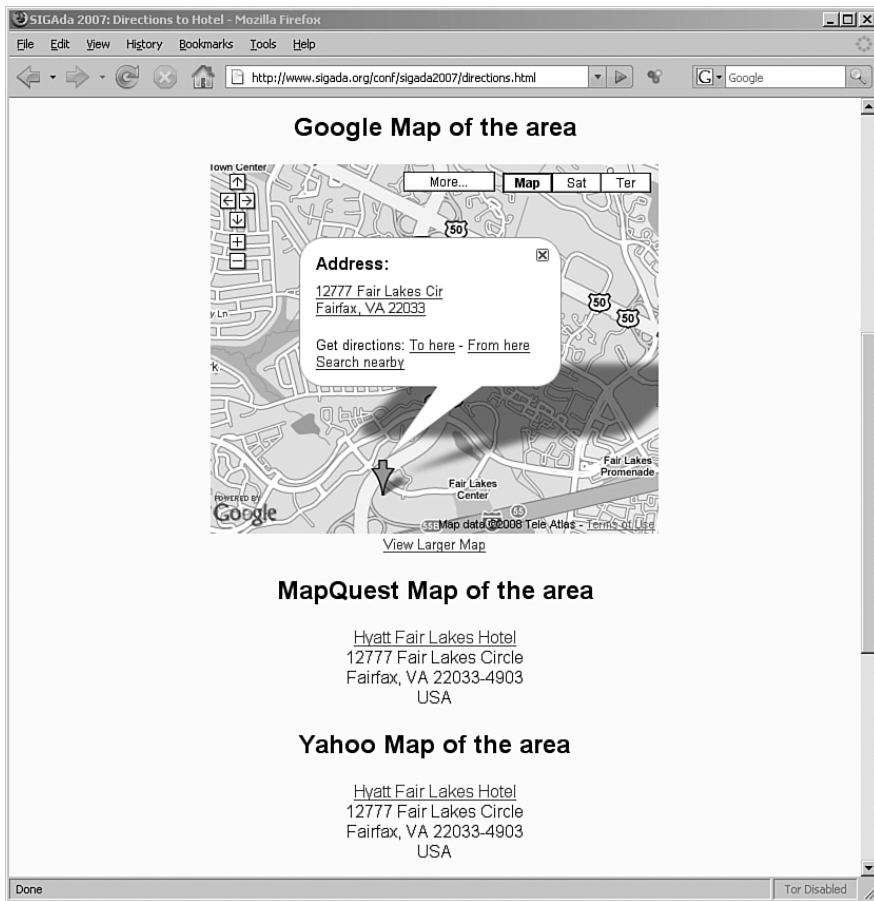 SIGAda 2007: Directions to Hotel - Mozilla Firefox
File Edit View History Bookmarks Tools Help
http://www.sigada.org/conf/sigada2007/directions.html
G Google
Google Map of the area
Town Center
More... Map Sat Ter
50
Address:
12777 Fair Lakes Cir
Fairfax, VA 22033
50
50
y Ln
Get directions: To here - From here
Search nearby
rk
Fair Lakes
Promenade
Fair Lakes
Center
POWERED BY
Google
55
55B
Map data ©2008 Tele Atlas - Terms of Use
View Larger Map
MapQuest Map of the area
Hyatt Fair Lakes Hotel
12777 Fair Lakes Circle
Fairfax, VA 22033-4903
USA
Yahoo Map of the area
Hyatt Fair Lakes Hotel
12777 Fair Lakes Circle
Fairfax, VA 22033-4903
USA
Done
Tor Disabled